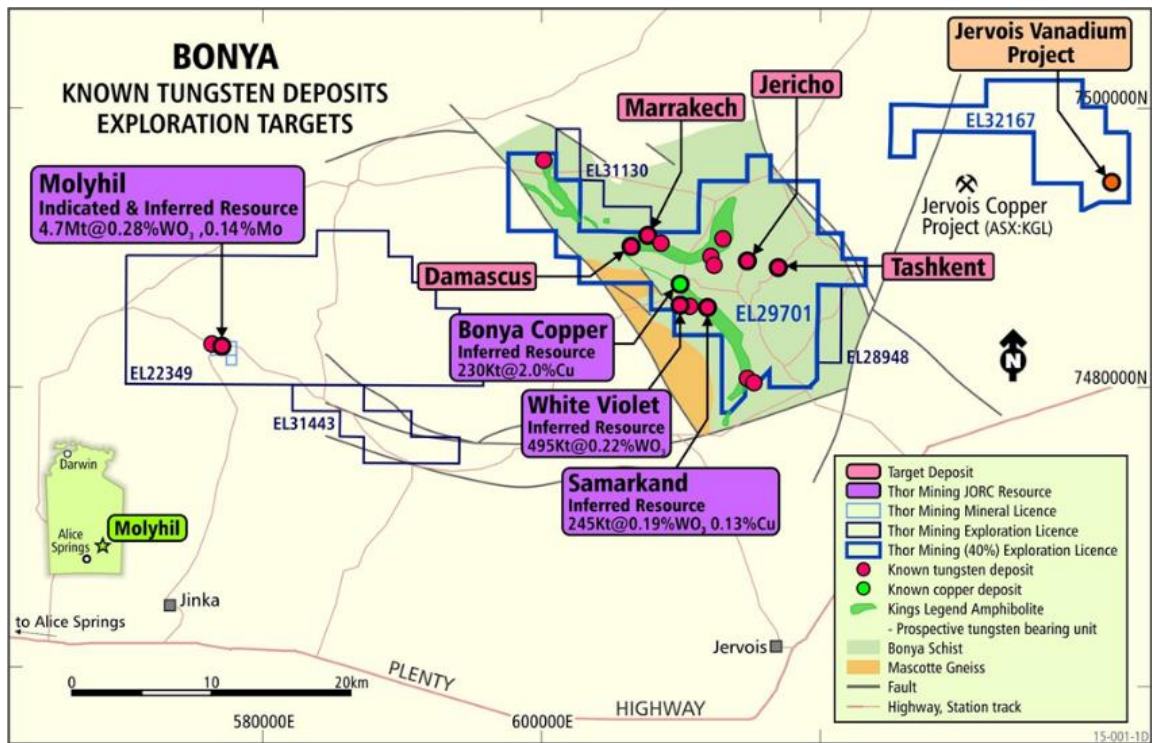 BONYA
KNOWN TUNGSTEN DEPOSITS
EXPLORATION TARGETS
Jervois Vanadium
Project
7500000N
EL32167
Jericho
Marrakech
EL31130
Molyhil
Indicated & Inferred Resource
4.7Mt@0.28%WO₃ ,0.14%Mo
Jervois Copper
Project (ASX:KGL)
Damascus
Tashkent
EL29701
Bonya Copper
Inferred Resource
230Kt@2.0%Cu
EL28948
N
EL22349
7480000N
White Violet
Inferred Resource
495Kt@0.22%WO₃
EL31443
Samarkand
Inferred Resource
245Kt@0.19%WO₃ 0.13%Cu
Darwin
Alice
Springs
Molyhil
Jinka
to Alice Springs
Jervois
PLENTY
HIGHWAY
0 10 20km
580000E
600000E
Target Deposit
Thor Mining JORC Resource
Thor Mining Mineral Licence
Thor Mining Exploration Licence
Thor Mining (40%) Exploration Licence
Known tungsten deposit
Known copper deposit
Kings Legend Amphibolite
- Prospective tungsten bearing unit
Bonya Schist
Mascotte Gneiss
Fault
Highway, Station track
15-001-1D